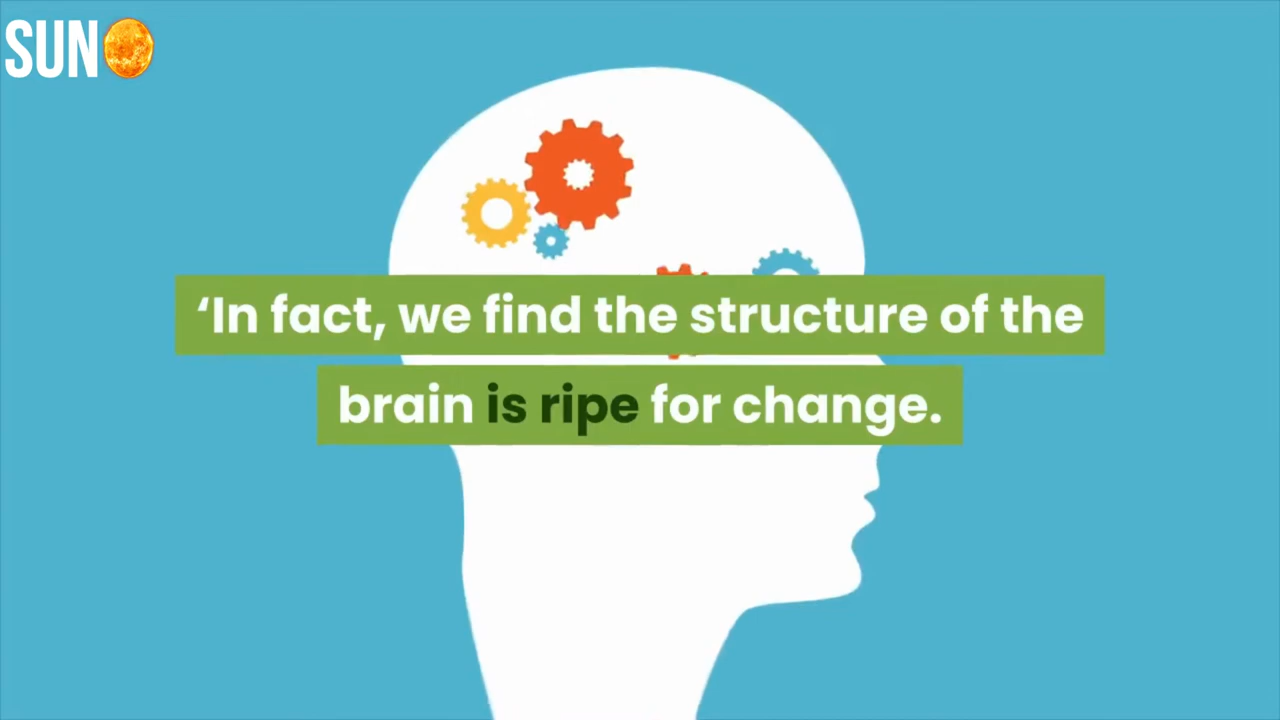 SUN
‘In fact, we find the structure of the
brain is ripe for change.